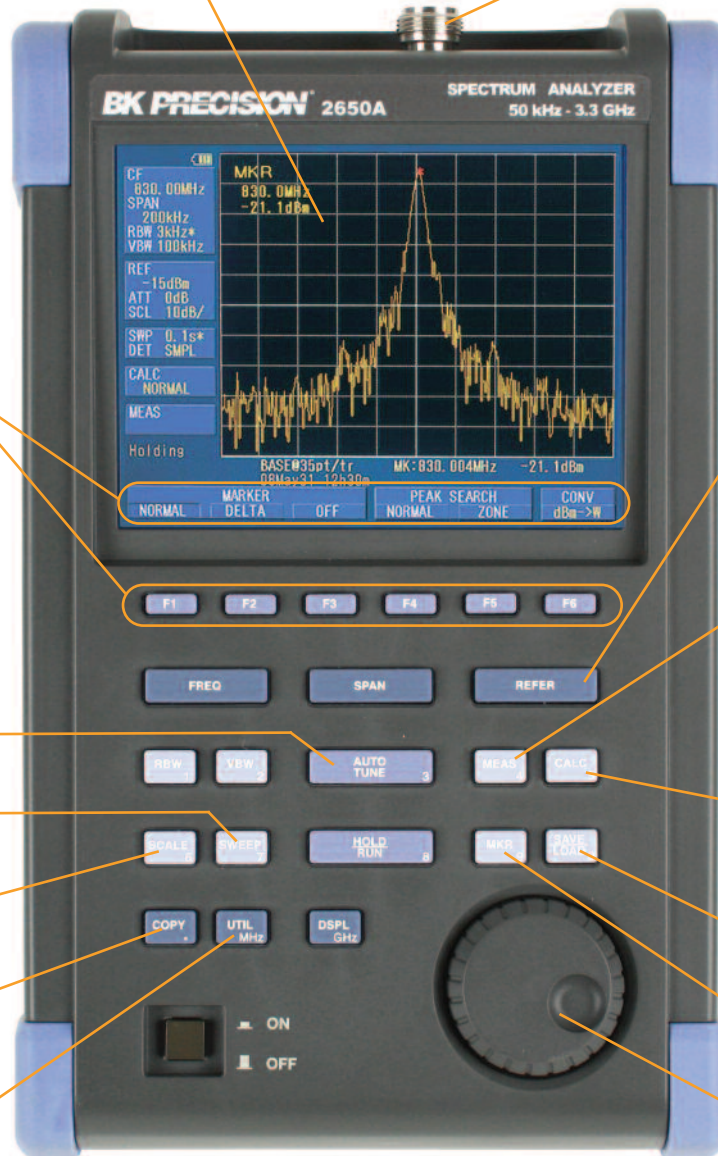 BK PRECISION 2650A
SPECTRUM ANALYZER
50 kHz - 3.3 GHz
CF
830.00MHz
SPAN
200kHz
RBW 3kHz*
VBW 100kHz
REF
-15dBm
ATT 0dB
SCL 10dB/
SWP 0.1s*
DET SMPL
CALC
NORMAL
MEAS
Holding
MKR
830.0MHz
-21.1dBm
BASE@35pt/tr MK:830.004MHz -21.1dBm
08May31 12h30m
MARKER PEAK SEARCH CONV
NORMAL DELTA OFF NORMAL ZONE dBm->W
F1 F2 F3 F4 F5 F6
FREQ SPAN REFER
RBW 1 VBW 2 AUTO TUNE 3 MEAS CALC
SCALE 6 SWEEP 7 HOLD RUN 8 MKR SAVE LOAD
COPY . UTIL MHz DSPL GHz
ON
OFF